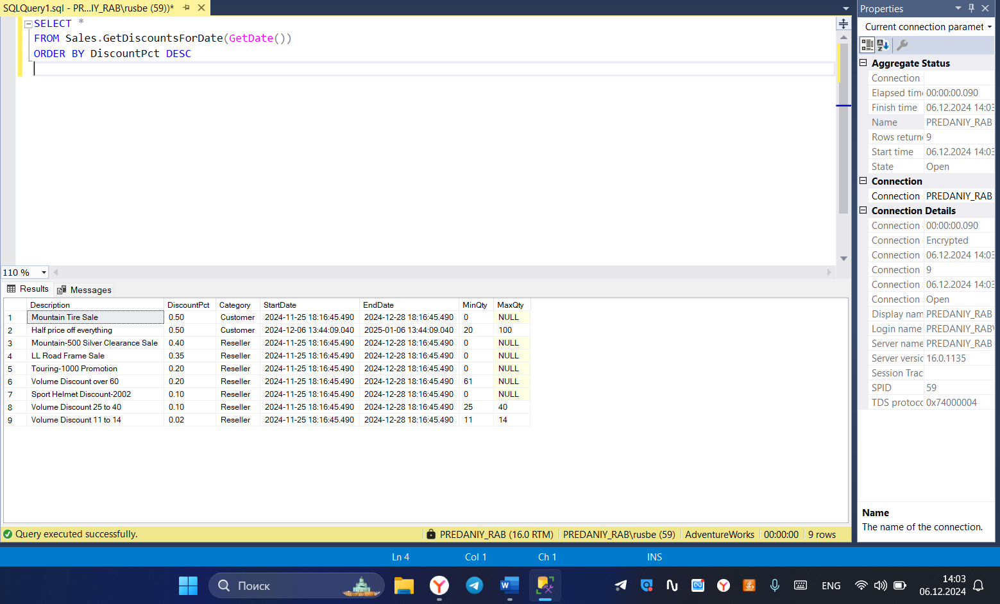 SQLQuery1.sql - PR...IY_RAB\rusbe (59))*
SELECT *
FROM Sales.GetDiscountsForDate(GetDate())
ORDER BY DiscountPct DESC
110 %
Results Messages
Description DiscountPct Category StartDate EndDate MinQty MaxQty
1 Mountain Tire Sale 0.50 Customer 2024-11-25 18:16:45.490 2024-12-28 18:16:45.490 0 NULL
2 Half price off everything 0.50 Customer 2024-12-06 13:44:09.040 2025-01-06 13:44:09.040 20 100
3 Mountain-500 Silver Clearance Sale 0.40 Reseller 2024-11-25 18:16:45.490 2024-12-28 18:16:45.490 0 NULL
4 LL Road Frame Sale 0.35 Reseller 2024-11-25 18:16:45.490 2024-12-28 18:16:45.490 0 NULL
5 Touring-1000 Promotion 0.20 Reseller 2024-11-25 18:16:45.490 2024-12-28 18:16:45.490 0 NULL
6 Volume Discount over 60 0.20 Reseller 2024-11-25 18:16:45.490 2024-12-28 18:16:45.490 61 NULL
7 Sport Helmet Discount-2002 0.10 Reseller 2024-11-25 18:16:45.490 2024-12-28 18:16:45.490 0 NULL
8 Volume Discount 25 to 40 0.10 Reseller 2024-11-25 18:16:45.490 2024-12-28 18:16:45.490 25 40
9 Volume Discount 11 to 14 0.02 Reseller 2024-11-25 18:16:45.490 2024-12-28 18:16:45.490 11 14
Query executed successfully. PREDANIY_RAB (16.0 RTM) PREDANIY_RAB\rusbe (59) AdventureWorks 00:00:00 9 rows
Properties
Current connection paramet
Aggregate Status
Connection
Elapsed tim 00:00:00.090
Finish time 06.12.2024 14:03
Name PREDANIY_RAB
Rows return 9
Start time 06.12.2024 14:03
State Open
Connection
Connection PREDANIY_RAB
Connection Details
Connection 00:00:00.090
Connection Encrypted
Connection 06.12.2024 14:03
Connection 9
Connection 06.12.2024 14:03
Connection Open
Display nam PREDANIY_RAB
Login name PREDANIY_RAB\
Server name PREDANIY_RAB
Server versic 16.0.1135
Session Trac
SPID 59
TDS protocc 0x74000004
Name
The name of the connection.
Ln 4 Col 1 Ch 1 INS
Поиск
ENG
14:03
06.12.2024